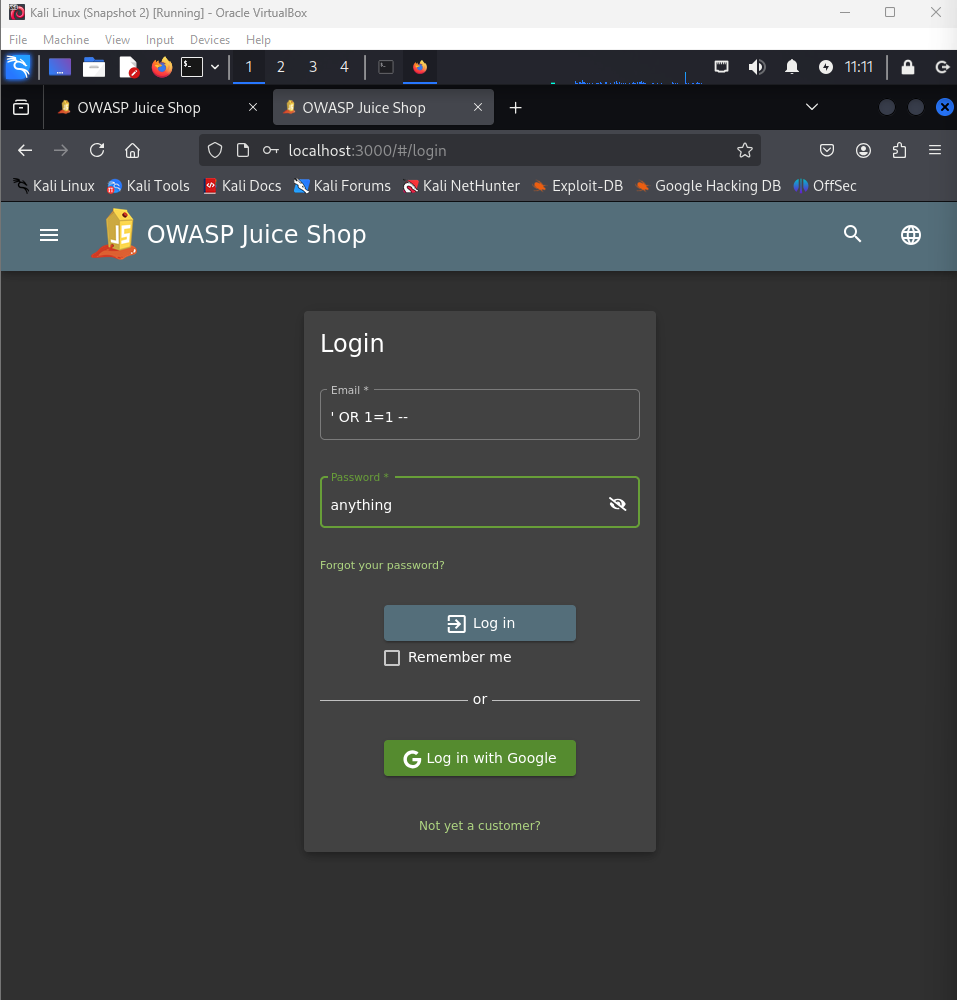 Kali Linux (Snapshot 2) [Running] - Oracle VirtualBox
File Machine View Input Devices Help
1 2 3 4 11:11
OWASP Juice Shop OWASP Juice Shop
localhost:3000/#/login
Kali Linux Kali Tools Kali Docs Kali Forums Kali NetHunter Exploit-DB Google Hacking DB OffSec
JS OWASP Juice Shop
Login
Email *
' OR 1=1 --
Password *
anything
Forgot your password?
Log in
Remember me
or
G Log in with Google
Not yet a customer?